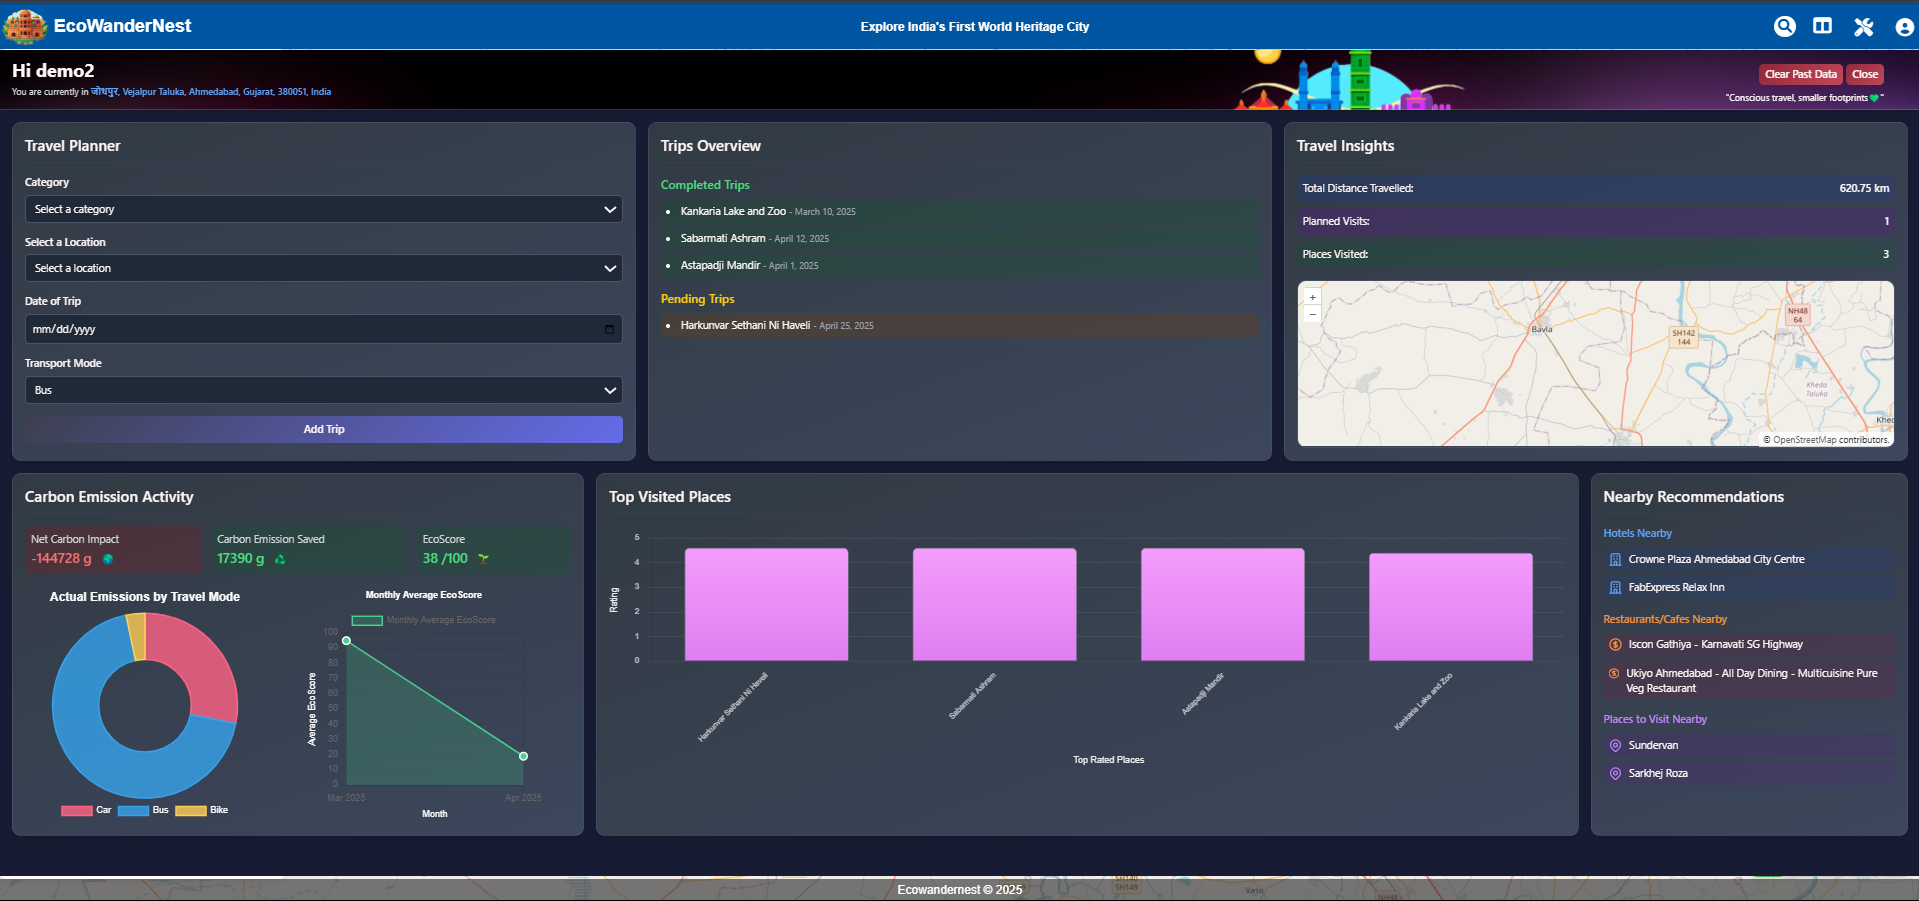 EcoWanderNest
Explore India's First World Heritage City
Hi demo2
You are currently in जोधपुर, Vejalpur Taluka, Ahmedabad, Gujarat, 380051, India
Clear Past Data
Close
"Conscious travel, smaller footprints💚"
Travel Planner
Category
Select a category
Select a Location
Select a location
Date of Trip
mm/dd/yyyy
Transport Mode
Bus
Add Trip
Trips Overview
Completed Trips
Kankaria Lake and Zoo - March 10, 2025
Sabarmati Ashram - April 12, 2025
Astapadji Mandir - April 1, 2025
Pending Trips
Harkunvar Sethani Ni Haveli - April 25, 2025
Travel Insights
Total Distance Travelled: 620.75 km
Planned Visits: 1
Places Visited: 3
+
−
Bavla
SH142
144
NH48
64
Kheda
Taluka
Khed
© OpenStreetMap contributors.
Carbon Emission Activity
Net Carbon Impact
-144728 g
Carbon Emission Saved
17390 g
EcoScore
38 /100
Actual Emissions by Travel Mode
Car Bus Bike
Monthly Average EcoScore
Monthly Average EcoScore
Average EcoScore
100
90
80
70
60
50
40
30
20
10
0
Mar 2025 Apr 2025
Month
Top Visited Places
Rating
5
4
3
2
1
0
Harkunvar Sethani Ni Haveli
Sabarmati Ashram
Astapadji Mandir
Kankaria Lake and Zoo
Top Rated Places
Nearby Recommendations
Hotels Nearby
Crowne Plaza Ahmedabad City Centre
FabExpress Relax Inn
Restaurants/Cafes Nearby
Iscon Gathiya - Karnavati SG Highway
Ukiyo Ahmedabad - All Day Dining - Multicuisine Pure
Veg Restaurant
Places to Visit Nearby
Sundervan
Sarkhej Roza
Ecowandernest © 2025
SH140
SH149
Vaso
NH48